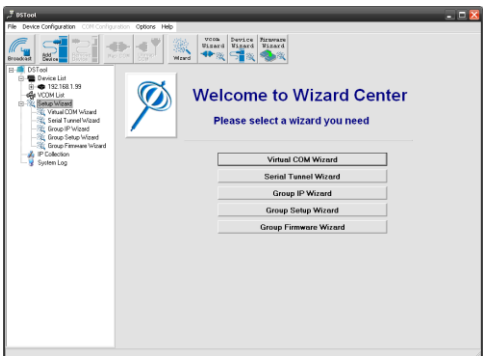 DSTool
File Device Configuration COM Configuration Options Help
Broadcast
Add Device
Wizard
VCOM Wizard
Device Wizard
Firmware Wizard
DSTool
Device List
192.168.1.99
VCOM List
Setup Wizard
Virtual COM Wizard
Serial Tunnel Wizard
Group IP Wizard
Group Setup Wizard
Group Firmware Wizard
IP Collection
System Log
Welcome to Wizard Center
Please select a wizard you need
Virtual COM Wizard
Serial Tunnel Wizard
Group IP Wizard
Group Setup Wizard
Group Firmware Wizard